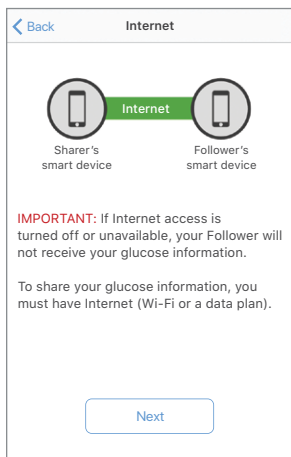 Back
Internet
Internet
Sharer's
smart device
Follower's
smart device
IMPORTANT: If Internet access is
turned off or unavailable, your Follower will
not receive your glucose information.
To share your glucose information, you
must have Internet (Wi-Fi or a data plan).
Next